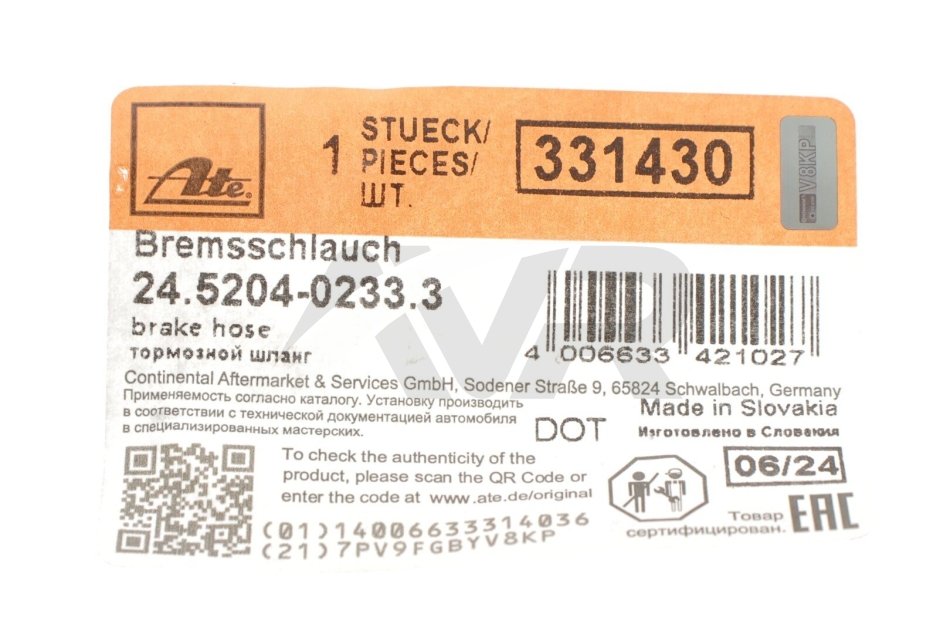 Ate®
1 STUECK/
PIECES/
ШТ.
331430
V8KP
Bremsschlauch
24.5204-0233.3
brake hose
тормозной шланг
4 006633 421027
Continental Aftermarket & Services GmbH, Sodener Straße 9, 65824 Schwalbach, Germany
Применяемость согласно каталогу. Установку производить
в соответствии с технической документацией автомобиля
в специализированных мастерских.
DOT
Made in Slovakia
Изготовлено в Словакии
06/24
To check the authenticity of the
product, please scan the QR Code or
enter the code at www.ate.de/original
(01)14006633314036
(21)7PV9FGBYV8KP
Товар
сертифицирован.
EAC
VR